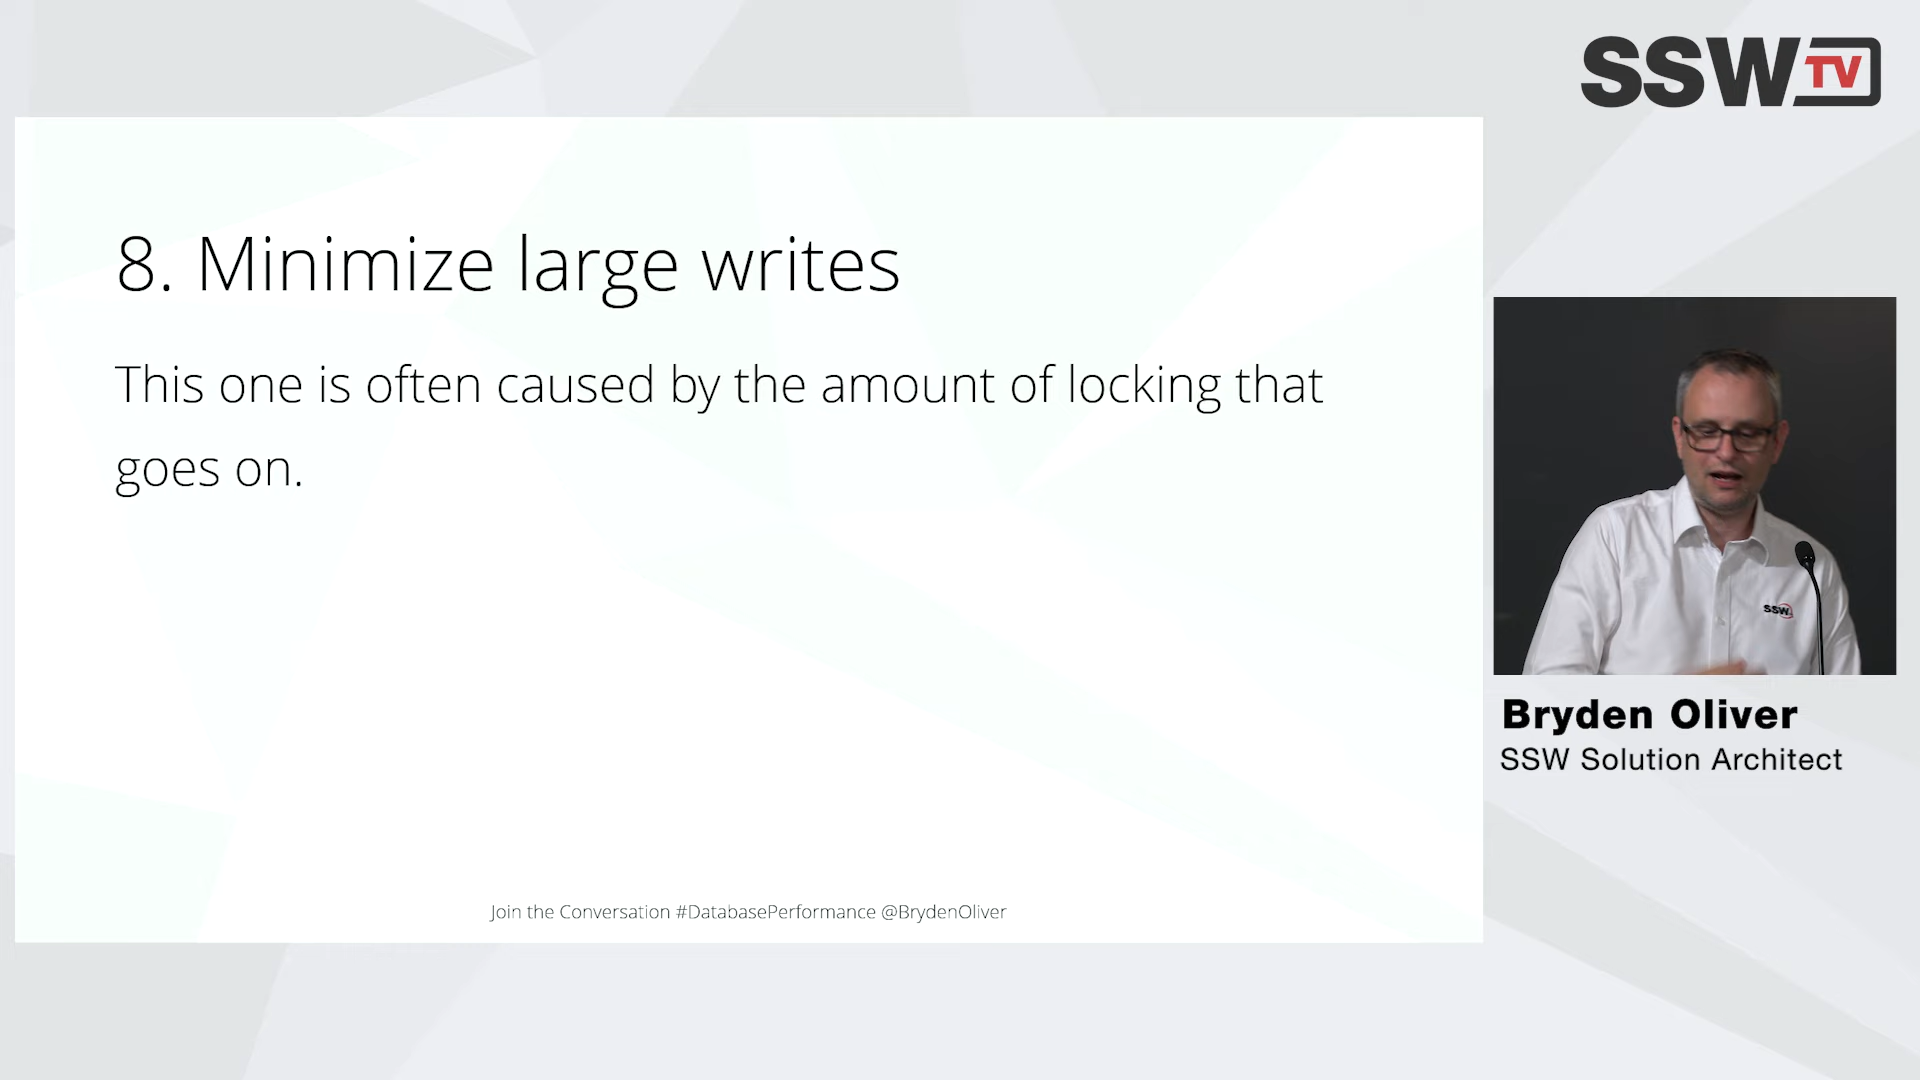 SSW TV
8. Minimize large writes
This one is often caused by the amount of locking that
goes on.
SSW
Bryden Oliver
SSW Solution Architect
Join the Conversation #DatabasePerformance @BrydenOliver